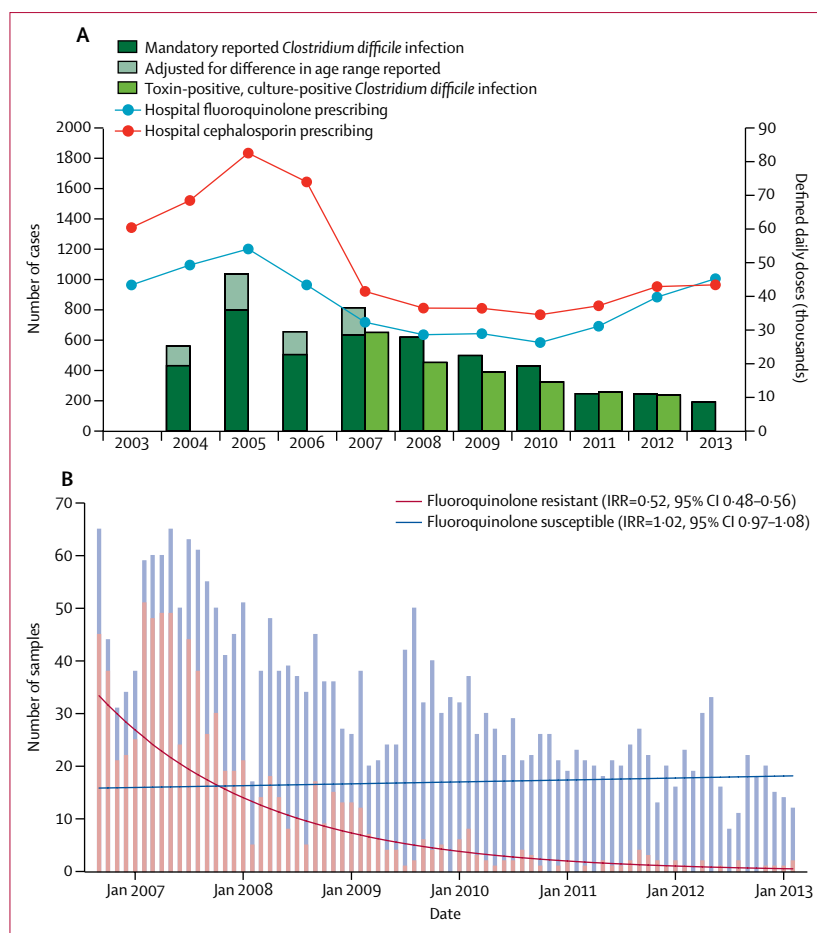 A
Mandatory reported Clostridium difficile infection
Adjusted for difference in age range reported
Toxin-positive, culture-positive Clostridium difficile infection
Hospital fluoroquinolone prescribing
Hospital cephalosporin prescribing
Number of cases
2000
1800
1600
1400
1200
1000
800
600
400
200
0
90
80
70
60
50
40
30
20
10
0
Defined daily doses (thousands)
2003 2004 2005 2006 2007 2008 2009 2010 2011 2012 2013
B
Fluoroquinolone resistant (IRR=0·52, 95% CI 0·48–0·56)
Fluoroquinolone susceptible (IRR=1·02, 95% CI 0·97–1·08)
Number of samples
70
60
50
40
30
20
10
0
Jan 2007 Jan 2008 Jan 2009 Jan 2010 Jan 2011 Jan 2012 Jan 2013
Date